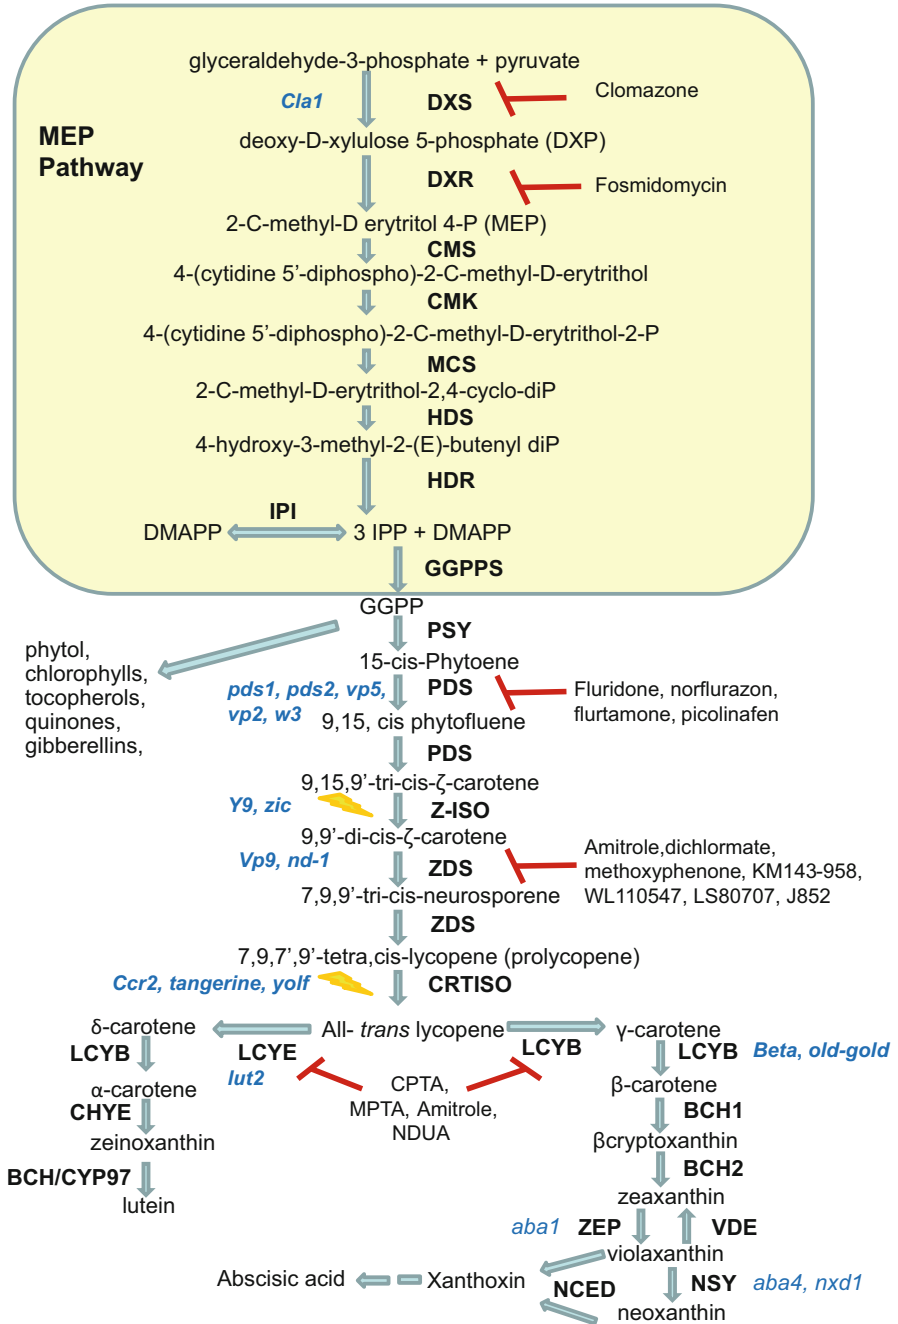 glyceraldehyde-3-phosphate + pyruvate
Cla1
DXS
Clomazone
MEP
Pathway
deoxy-D-xylulose 5-phosphate (DXP)
DXR
Fosmidomycin
2-C-methyl-D erytritol 4-P (MEP)
CMS
4-(cytidine 5’-diphospho)-2-C-methyl-D-erytrithol
CMK
4-(cytidine 5’-diphospho)-2-C-methyl-D-erytrithol-2-P
MCS
2-C-methyl-D-erytrithol-2,4-cyclo-diP
HDS
4-hydroxy-3-methyl-2-(E)-butenyl diP
HDR
IPI
DMAPP
3 IPP + DMAPP
GGPPS
GGPP
PSY
phytol,
chlorophylls,
tocopherols,
quinones,
gibberellins,
15-cis-Phytoene
pds1, pds2, vp5,
vp2, w3
PDS
Fluridone, norflurazon,
flurtamone, picolinafen
9,15, cis phytofluene
PDS
9,15,9’-tri-cis-ζ-carotene
Y9, zic
Z-ISO
9,9’-di-cis-ζ-carotene
Vp9, nd-1
ZDS
Amitrole,dichlormate,
methoxyphenone, KM143-958,
WL110547, LS80707, J852
7,9,9’-tri-cis-neurosporene
ZDS
7,9,7’,9’-tetra,cis-lycopene (prolycopene)
Ccr2, tangerine, yolf
CRTISO
δ-carotene
All- trans lycopene
γ-carotene
LCYB
LCYE
lut2
LCYB
LCYB
Beta, old-gold
CPTA,
MPTA, Amitrole,
NDUA
α-carotene
β-carotene
CHYE
BCH1
zeinoxanthin
βcryptoxanthin
BCH/CYP97
BCH2
lutein
zeaxanthin
aba1
ZEP
VDE
violaxanthin
Abscisic acid
Xanthoxin
NCED
NSY
aba4, nxd1
neoxanthin